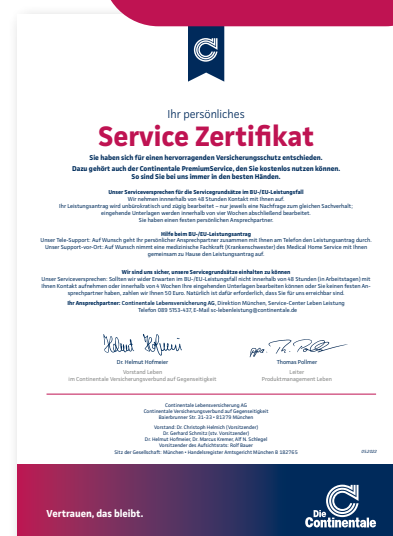 Ihr persönliches
Service Zertifikat
Sie haben sich für einen hervorragenden Versicherungsschutz entschieden.
Dazu gehört auch der Continentale PremiumService, den Sie kostenlos nutzen können.
So sind Sie bei uns immer in den besten Händen.
Unser Serviceversprechen für die Servicegrundsätze im BU-/EU-Leistungsfall
Wir nehmen innnerhalb von 48 Stunden Kontakt mit Ihnen auf.
Ihr Leistungsantrag wird unbürokratisch und zügig bearbeitet – nur jeweils eine Nachfrage zum gleichen Sachverhalt;
eingehende Unterlagen werden innerhalb von vier Wochen abschließend bearbeitet.
Sie haben einen festen persönlichen Ansprechpartner.
Hilfe beim BU-/EU-Leistungsantrag
Unser Tele-Support: Auf Wunsch geht Ihr persönlicher Ansprechpartner zusammen mit Ihnen am Telefon den Leistungsantrag durch.
Unser Support-vor-Ort: Auf Wunsch nimmt eine medizinische Fachkraft (Krankenschwester) des Medical Home Service mit Ihnen
gemeinsam zu Hause den Leistungsantrag auf.
Wir sind uns sicher, unsere Servicegrundsätze einhalten zu können
Unser Serviceversprechen: Sollten wir wider Erwarten im BU-/EU-Leistungsfall nicht innerhalb von 48 Stunden (in Arbeitstagen) mit
Ihnen Kontakt aufnehmen oder innerhalb von 4 Wochen Ihre eingehenden Unterlagen bearbeiten können oder Sie keinen festen An-
sprechpartner haben, zahlen wir Ihnen 50 Euro. Natürlich ist dafür erforderlich, dass Sie für uns erreichbar sind.
Ihr Ansprechpartner: Continentale Lebensversicherung AG, Direktion München, Service-Center Leben Leistung
Telefon 089 5153-437, E-Mail sc-lebenleistung@continentale.de
Helmut Hofmeier ppa. Th. Pollmer
Dr. Helmut Hofmeier Thomas Pollmer
Vorstand Leben Leiter
im Continentale Versicherungsverbund auf Gegenseitigkeit Produktmanagement Leben
Continentale Lebensversicherung AG
Continentale Versicherungsverbund auf Gegenseitigkeit
Baierbrunner Str. 31-33 • 81379 München
Vorstand: Dr. Christoph Helmich (Vorsitzender)
Dr. Gerhard Schmitz (stv. Vorsitzender)
Dr. Helmut Hofmeier, Dr. Marcus Kremer, Alf N. Schlegel
Vorsitzender des Aufsichtsrats: Rolf Bauer
Sitz der Gesellschaft: München • Handelsregister Amtsgericht München B 182765
Vertrauen, das bleibt.
Die
Continentale